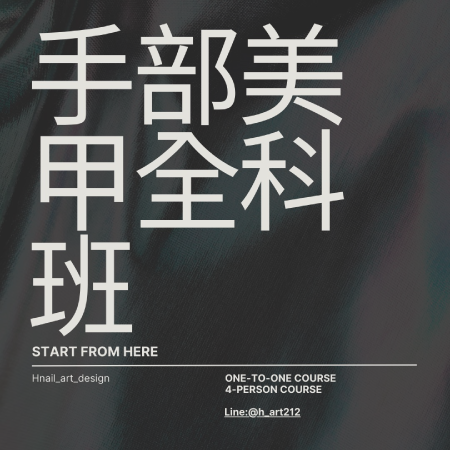 手部美
甲全科
班
START FROM HERE
Hnail_art_design
ONE-TO-ONE COURSE
4-PERSON COURSE
Line:@h_art212